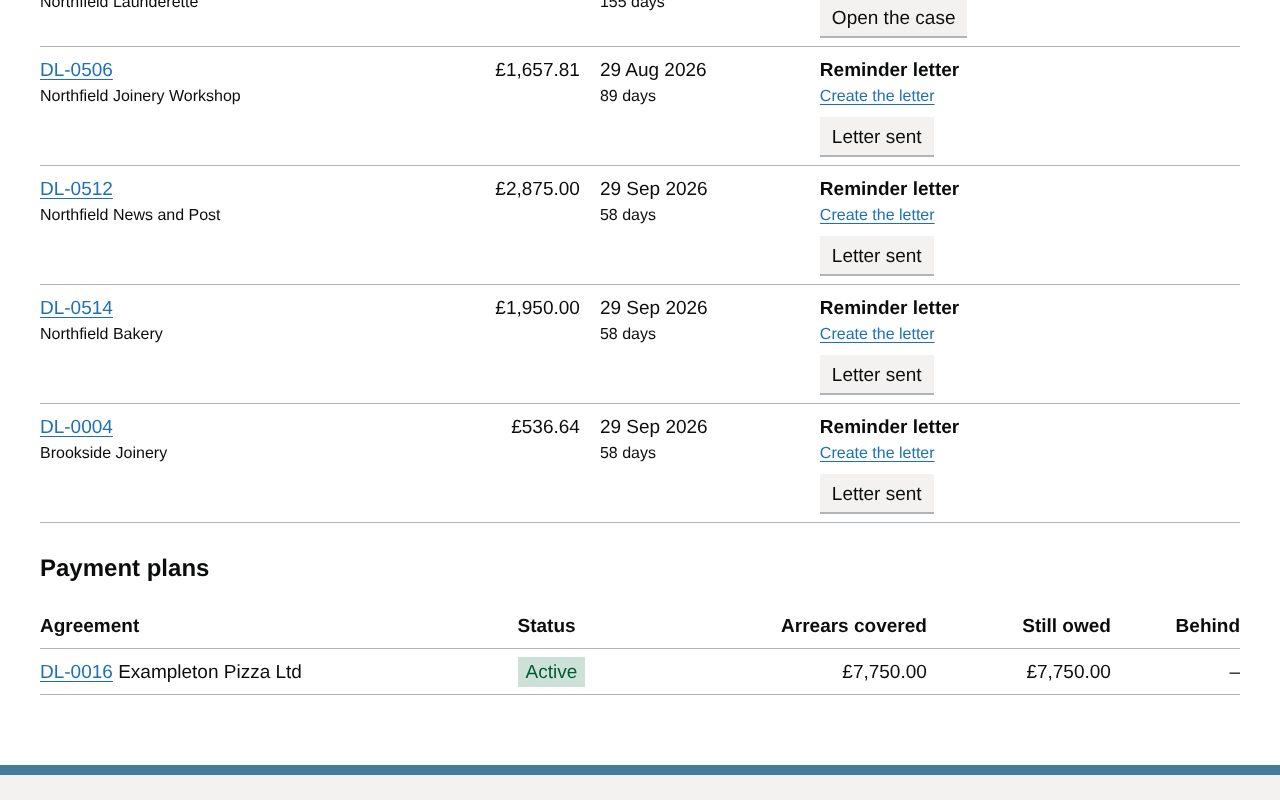 Northfield Launderette 155 days
Open the case
DL-0506 £1,657.81 29 Aug 2026 Reminder letter
Northfield Joinery Workshop 89 days Create the letter
Letter sent
DL-0512 £2,875.00 29 Sep 2026 Reminder letter
Northfield News and Post 58 days Create the letter
Letter sent
DL-0514 £1,950.00 29 Sep 2026 Reminder letter
Northfield Bakery 58 days Create the letter
Letter sent
DL-0004 £536.64 29 Sep 2026 Reminder letter
Brookside Joinery 58 days Create the letter
Letter sent
Payment plans
Agreement Status Arrears covered Still owed Behind
DL-0016 Exampleton Pizza Ltd Active £7,750.00 £7,750.00 –